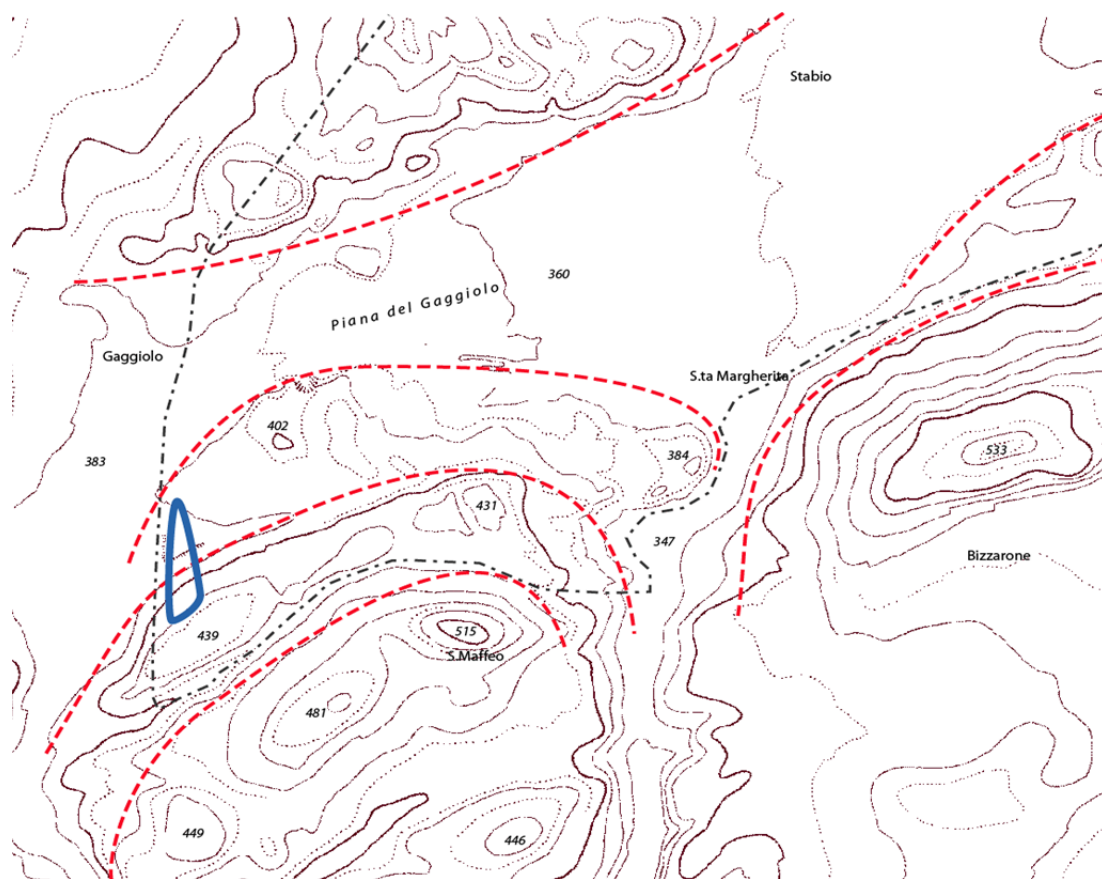 Stabio
360
Piana del Gaggiolo
Gaggiolo
S.ta Margherita
402
383
384
533
431
347
Bizzarone
439
515
S.Maffeo
481
449
446